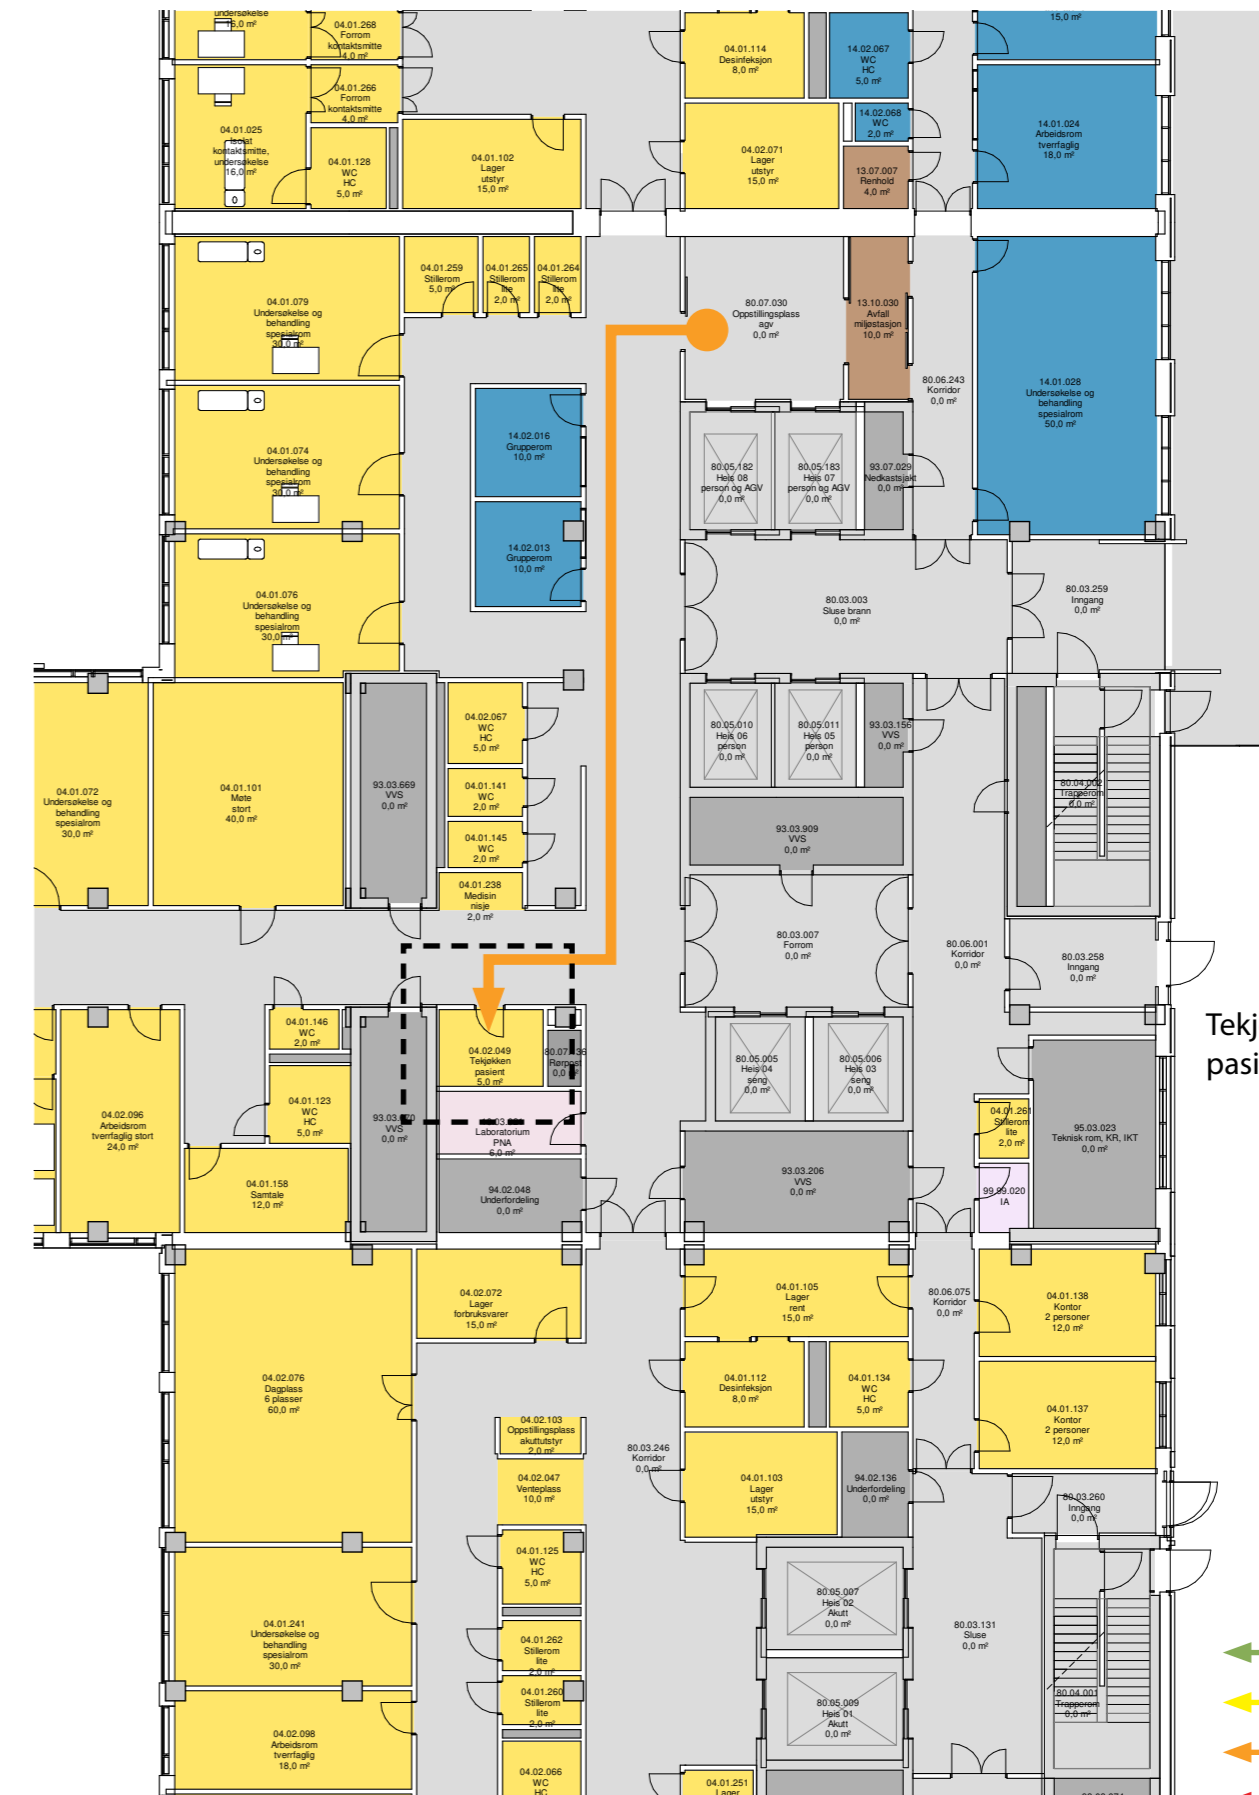 undersøkelse
16,0 m²
04.01.268
Forrom
kontaktsmitte
4,0 m²
04.01.266
Forrom
kontaktsmitte
4,0 m²
04.01.025
Isolat
kontaktsmitte,
undersøkelse
16,0 m²
04.01.128
WC
HC
5,0 m²
04.01.102
Lager
utstyr
15,0 m²
04.01.114
Desinfeksjon
8,0 m²
14.02.067
WC
HC
5,0 m²
14.02.068
WC
2,0 m²
04.02.071
Lager
utstyr
15,0 m²
13.07.007
Renhold
4,0 m²
15,0 m²
14.01.024
Arbeidsrom
tverrfaglig
18,0 m²
04.01.259
Stillerom
5,0 m²
04.01.265
Stillerom
lite
2,0 m²
04.01.264
Stillerom
lite
2,0 m²
04.01.079
Undersøkelse og
behandling
spesialrom
30,0 m²
80.07.030
Oppstillingsplass
agv
0,0 m²
13.10.030
Avfall
miljøstasjon
10,0 m²
80.06.243
Korridor
0,0 m²
14.01.028
Undersøkelse og
behandling
spesialrom
50,0 m²
04.01.074
Undersøkelse og
behandling
spesialrom
30,0 m²
14.02.016
Grupperom
10,0 m²
80.05.182
Heis 08
person og AGV
0,0 m²
80.05.183
Heis 07
person og AGV
0,0 m²
93.07.029
Nedkastsjakt
0,0 m²
14.02.013
Grupperom
10,0 m²
04.01.076
Undersøkelse og
behandling
spesialrom
30,0 m²
80.03.003
Sluse brann
0,0 m²
80.03.259
Inngang
0,0 m²
04.01.072
Undersøkelse og
behandling
spesialrom
30,0 m²
04.01.101
Møte
stort
40,0 m²
93.03.669
VVS
0,0 m²
04.02.067
WC
HC
5,0 m²
04.01.141
WC
2,0 m²
04.01.145
WC
2,0 m²
04.01.238
Medisin
nisje
2,0 m²
80.05.010
Heis 06
person
0,0 m²
80.05.011
Heis 05
person
0,0 m²
93.03.156
VVS
0,0 m²
80.04.002
Trapperom
0,0 m²
93.03.909
VVS
0,0 m²
80.03.007
Forrom
0,0 m²
80.06.001
Korridor
0,0 m²
80.03.258
Inngang
0,0 m²
04.01.146
WC
2,0 m²
04.02.096
Arbeidsrom
tverrfaglig stort
24,0 m²
04.01.123
WC
HC
5,0 m²
04.01.158
Samtale
12,0 m²
VVS
0,0 m²
04.02.049
Tekjøkken
pasient
5,0 m²
Rørpost
0,0 m²
Laboratorium
PNA
6,0 m²
94.02.048
Underfordeling
0,0 m²
80.05.005
Heis 04
seng
0,0 m²
80.05.006
Heis 03
seng
0,0 m²
93.03.206
VVS
0,0 m²
04.01.261
Stillerom
lite
2,0 m²
99.99.020
IA
95.03.023
Teknisk rom, KR, IKT
0,0 m²
Tekj
pasi
04.02.072
Lager
forbruksvarer
15,0 m²
04.01.105
Lager
rent
15,0 m²
80.06.075
Korridor
0,0 m²
04.01.138
Kontor
2 personer
12,0 m²
04.02.076
Dagplass
6 plasser
60,0 m²
04.01.112
Desinfeksjon
8,0 m²
04.01.134
WC
HC
5,0 m²
04.01.137
Kontor
2 personer
12,0 m²
04.02.103
Oppstillingsplass
akuttutstyr
2,0 m²
80.03.246
Korridor
0,0 m²
04.02.047
Venteplass
10,0 m²
04.01.103
Lager
utstyr
15,0 m²
94.02.136
Underfordeling
0,0 m²
80.03.260
Inngang
0,0 m²
04.01.125
WC
HC
5,0 m²
80.05.007
Heis 02
Akutt
0,0 m²
04.01.241
Undersøkelse og
behandling
spesialrom
30,0 m²
04.01.262
Stillerom
lite
2,0 m²
80.03.131
Sluse
0,0 m²
04.01.260
Stillerom
lite
2,0 m²
80.05.009
Heis 01
Akutt
0,0 m²
80.04.001
Trapperom
0,0 m²
04.02.098
Arbeidsrom
tverrfaglig
18,0 m²
04.02.066
WC
HC
04.01.251
Lager